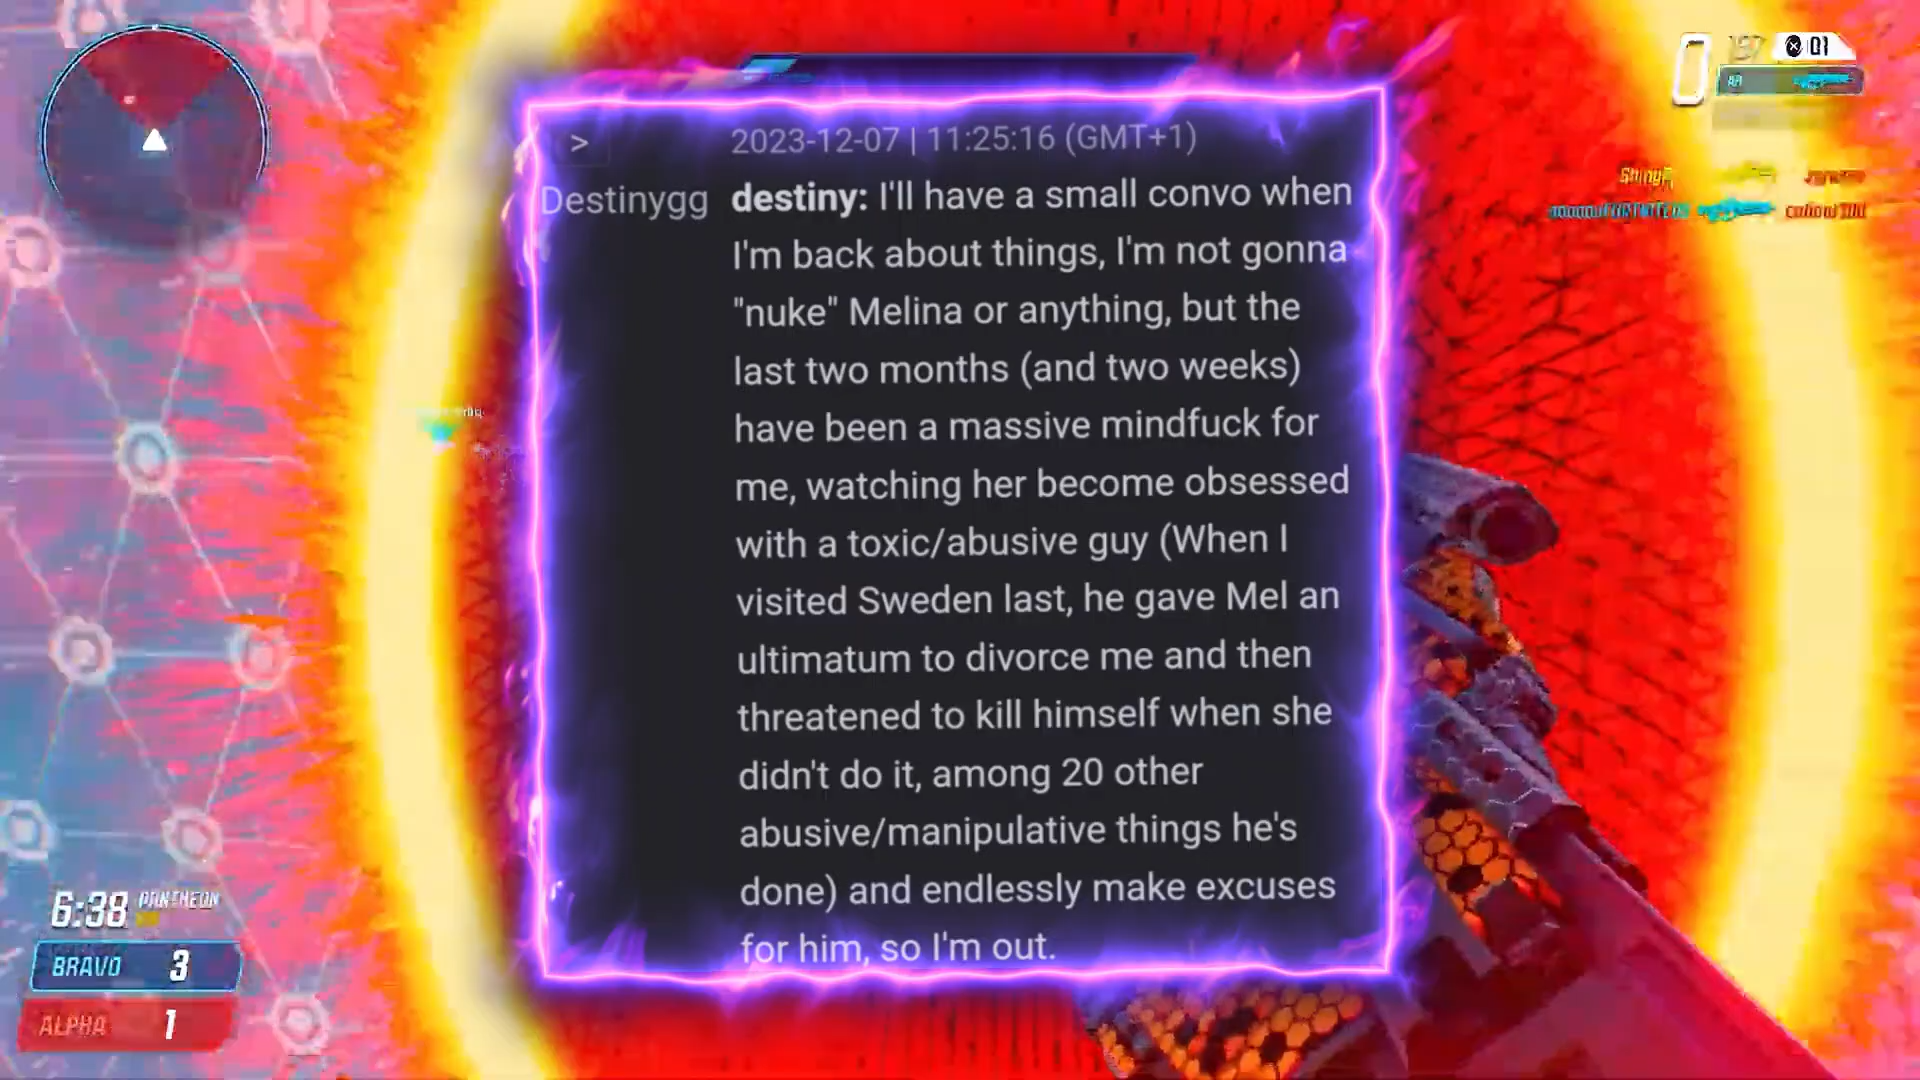 01
AR
>
2023-12-07 | 11:25:16 (GMT+1)
Destinygg
destiny: I'll have a small convo when
I'm back about things, I'm not gonna
"nuke" Melina or anything, but the
last two months (and two weeks)
have been a massive mindfuck for
me, watching her become obsessed
with a toxic/abusive guy (When I
visited Sweden last, he gave Mel an
ultimatum to divorce me and then
threatened to kill himself when she
didn't do it, among 20 other
abusive/manipulative things he's
done) and endlessly make excuses
for him, so I'm out.
6:38 PANTHEON
BRAVO 3
ALPHA 1